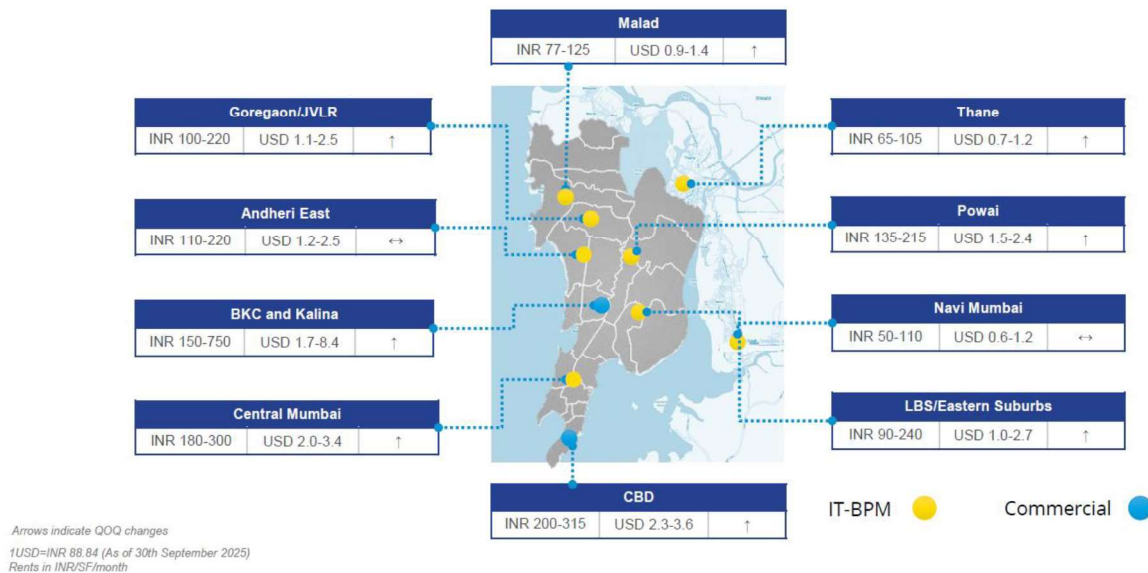 Malad
INR 77-125 USD 0.9-1.4 ↑
Goregaon/JVLR
INR 100-220 USD 1.1-2.5 ↑
Thane
INR 65-105 USD 0.7-1.2 ↑
Andheri East
INR 110-220 USD 1.2-2.5 ↔
Powai
INR 135-215 USD 1.5-2.4 ↑
BKC and Kalina
INR 150-750 USD 1.7-8.4 ↑
Navi Mumbai
INR 50-110 USD 0.6-1.2 ↔
Central Mumbai
INR 180-300 USD 2.0-3.4 ↑
LBS/Eastern Suburbs
INR 90-240 USD 1.0-2.7 ↑
CBD
INR 200-315 USD 2.3-3.6 ↑
IT-BPM Commercial
Arrows indicate QOQ changes
1USD=INR 88.84 (As of 30th September 2025)
Rents in INR/SF/month